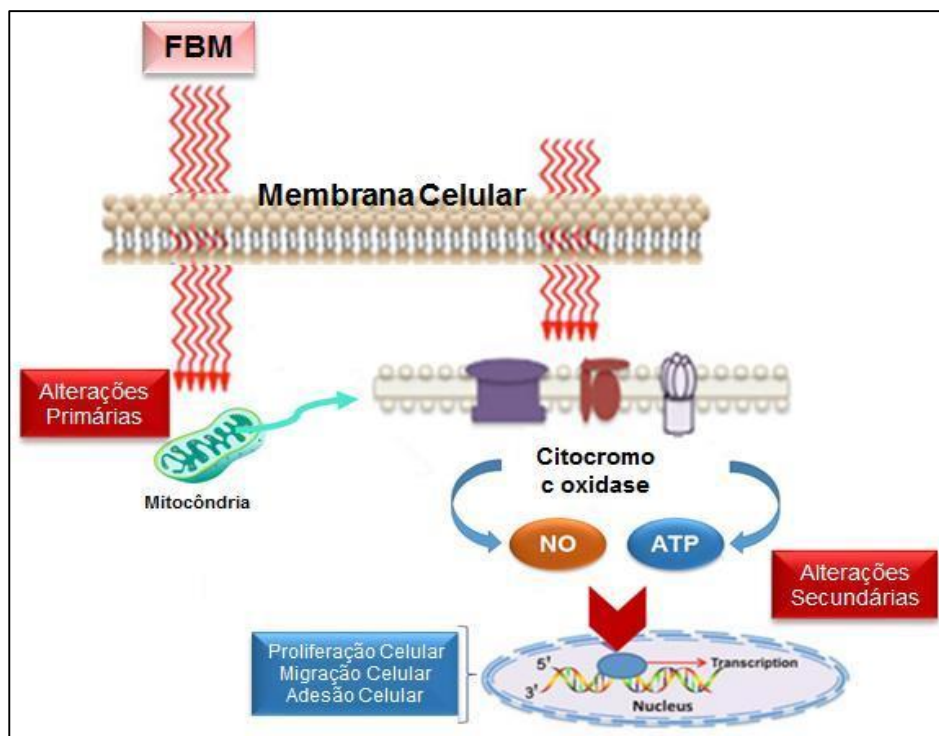 FBM
Membrana Celular
Alterações
Primárias
Mitocôndria
Citocromo
c oxidase
NO
ATP
Alterações
Secundárias
Proliferação Celular
Migração Celular
Adesão Celular
5'
Transcription
3'
Nucleus